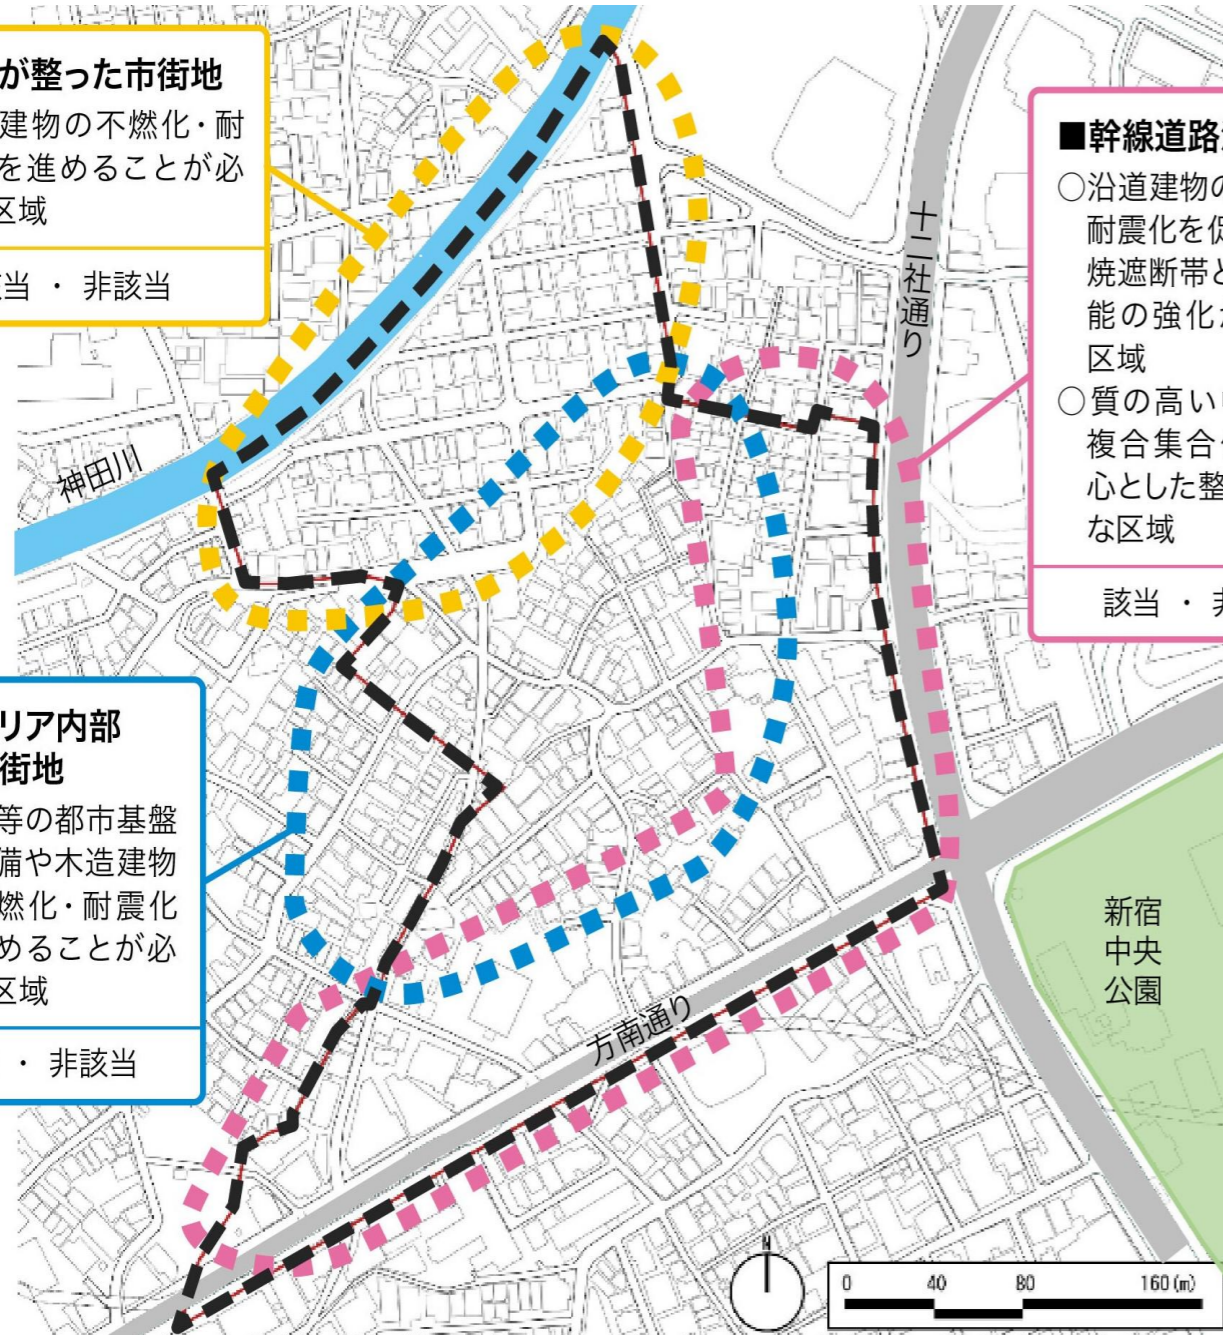 が整った市街地
建物の不燃化・耐
を進めることが必
区域
当 ・ 非該当
■幹線道路
○沿道建物の
耐震化を促
焼遮断帯と
能の強化が
区域
○質の高い
複合集合
心とした整
な区域
該当 ・ 非
十二社通り
神田川
リア内部
街地
等の都市基盤
備や木造建物
燃化・耐震化
めることが必
区域
・ 非該当
方南通り
新宿
中央
公園
N
0 40 80 160(m)